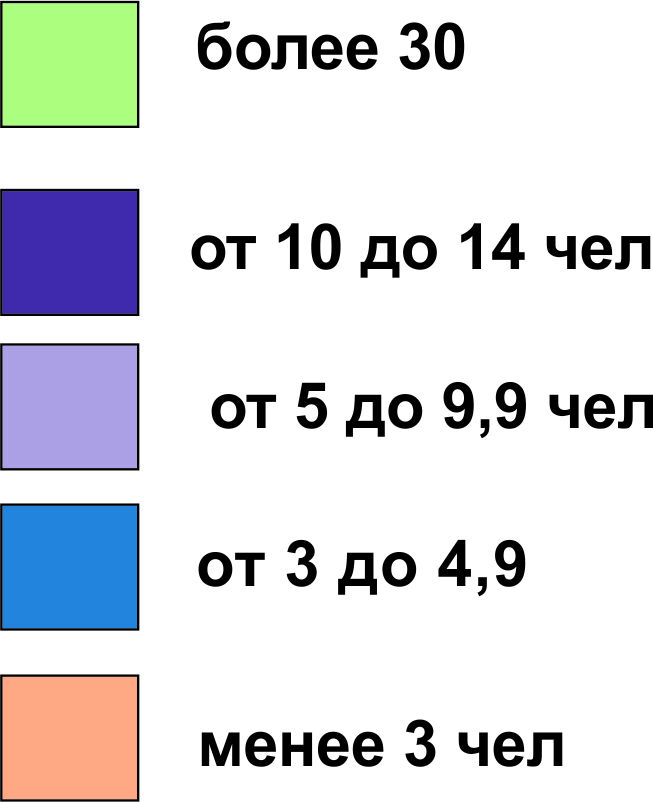 более 30
от 10 до 14 чел
от 5 до 9,9 чел
от 3 до 4,9
менее 3 чел